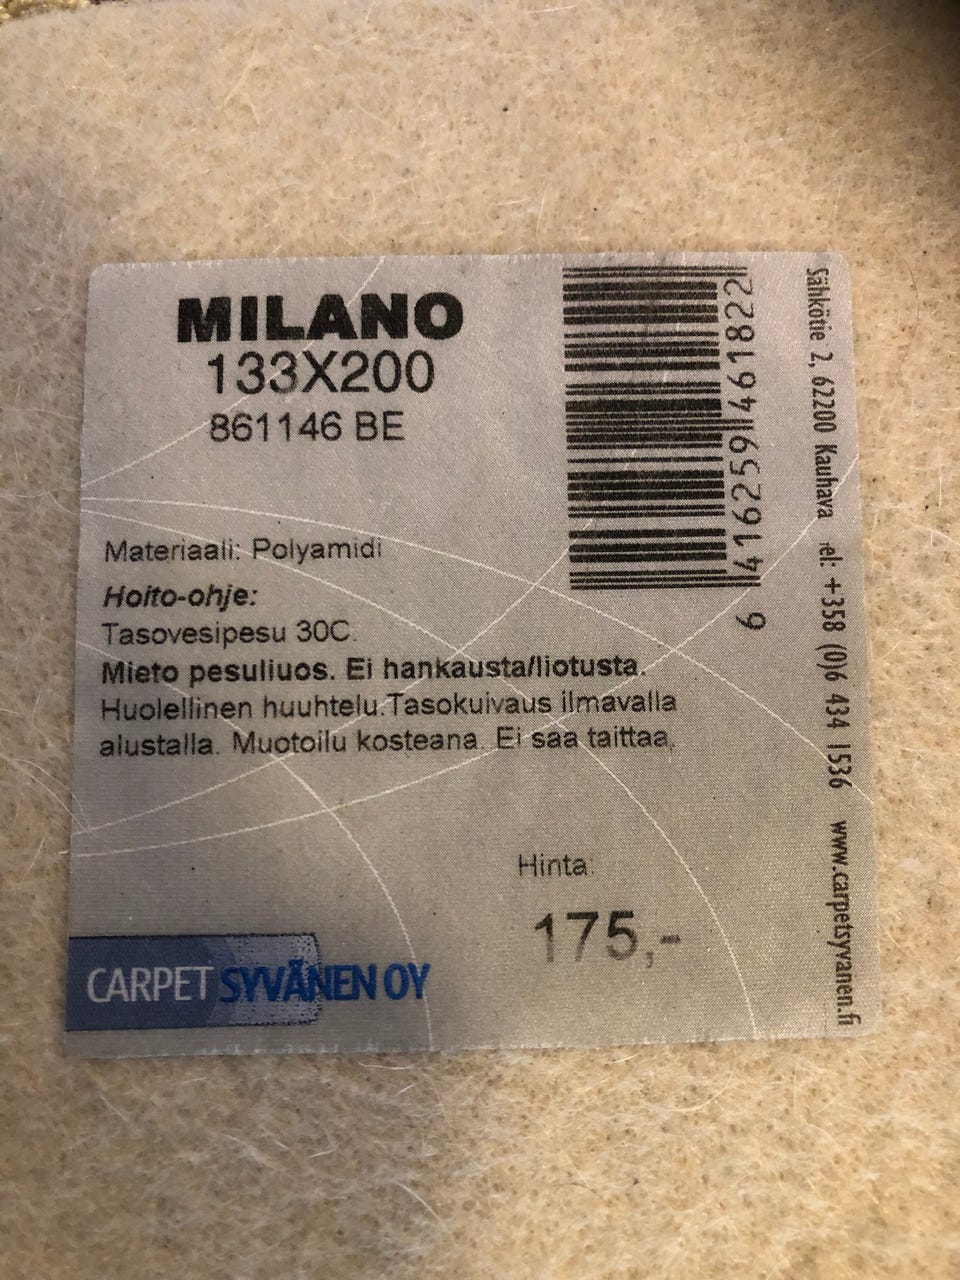 MILANO
133X200
861146 BE
Materiaali: Polyamidi
Hoito-ohje:
Tasovesipesu 30C.
Mieto pesuliuos. Ei hankausta/liotusta.
Huolellinen huuhtelu.Tasokuivaus ilmavalla
alustalla. Muotoilu kosteana. Ei saa taittaa.
Hinta:
175,-
CARPET SYVÄNEN OY
6 416259 461822
Sähkötie 2, 62200 Kauhava Tel: +358 (0)6 434 1536 www.carpetsyvanen.fi